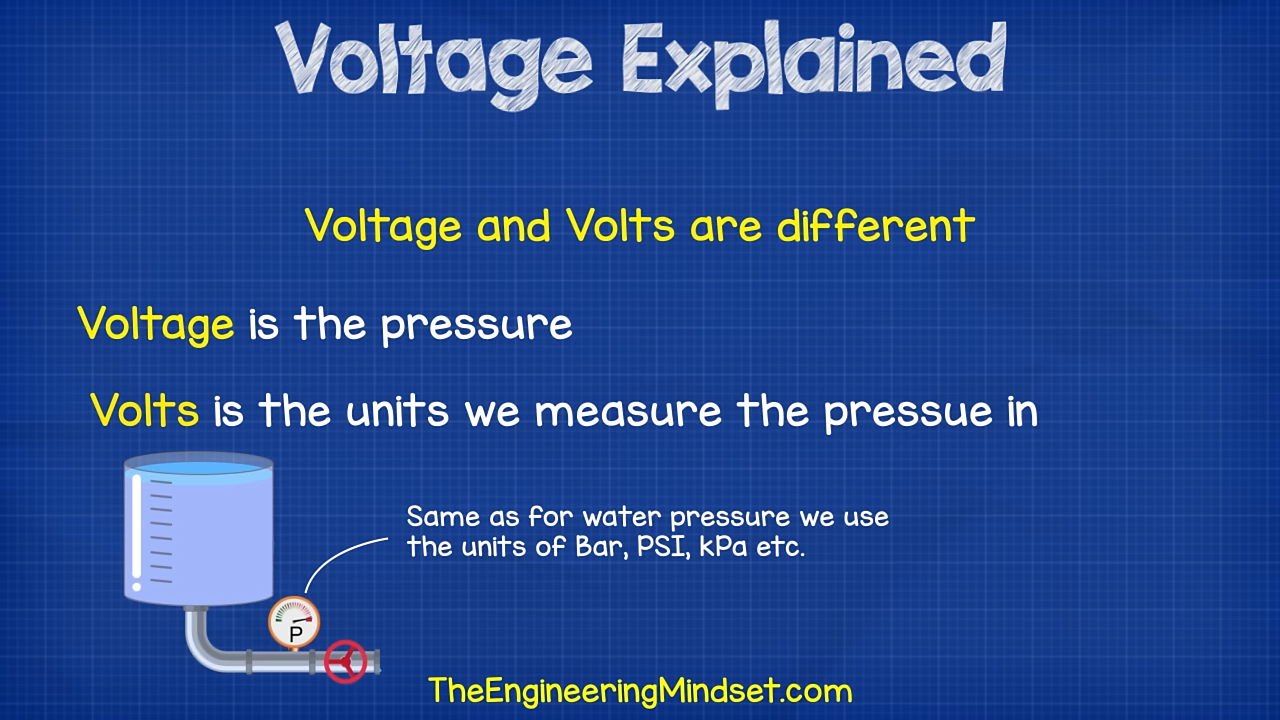 Voltage Explained
Voltage and Volts are different
Voltage is the pressure
Volts is the units we measure the pressue in
Same as for water pressure we use
the units of Bar, PSI, kPa etc.
P
TheEngineeringMindset.com